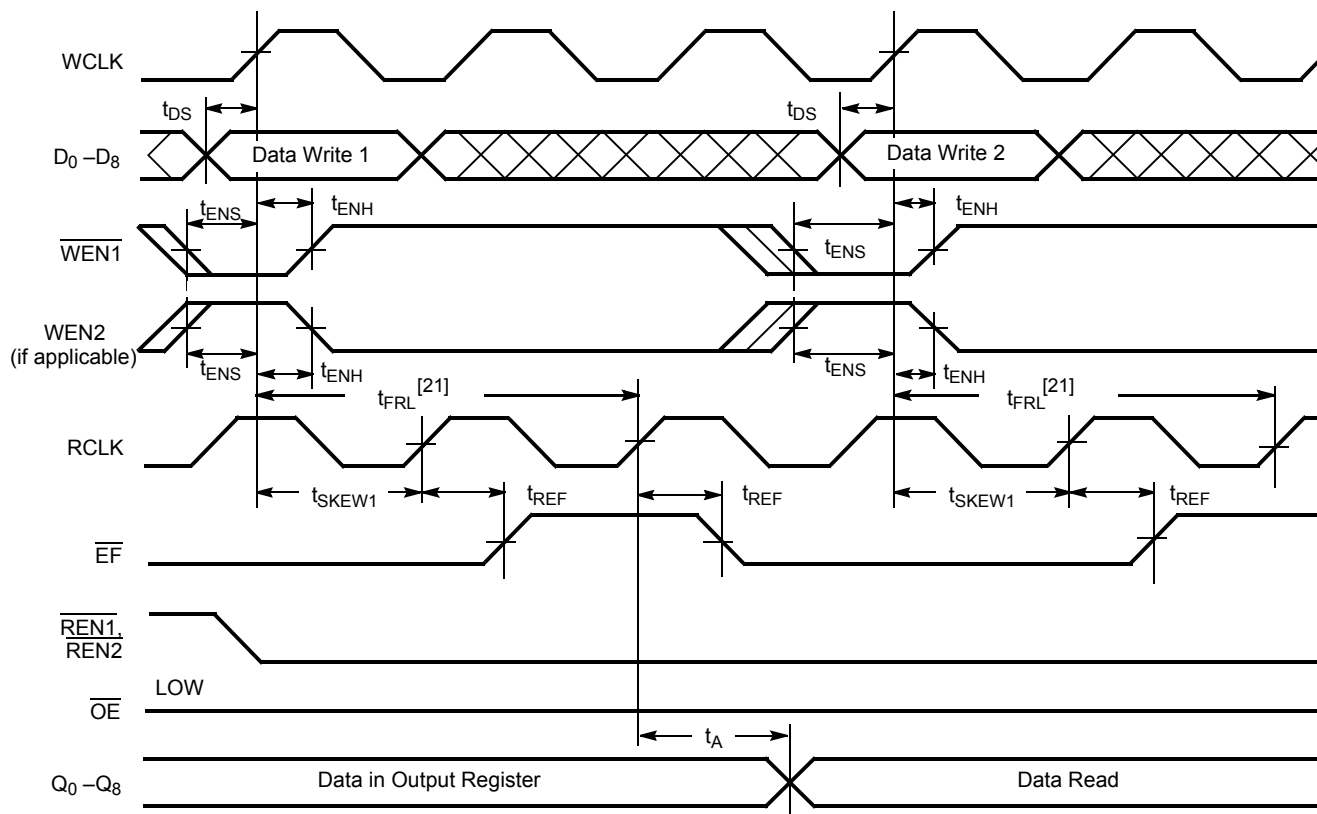 WCLK
tDS tDS
D0 –D8 Data Write 1 Data Write 2
tENS tENH tENH
WEN1 tENS
WEN2
(if applicable)
tENS tENH tENS tENH
tFRL[21] tFRL[21]
RCLK
tSKEW1 tREF tREF tSKEW1 tREF
EF
REN1,
REN2
LOW
OE
tA
Q0 –Q8 Data in Output Register Data Read